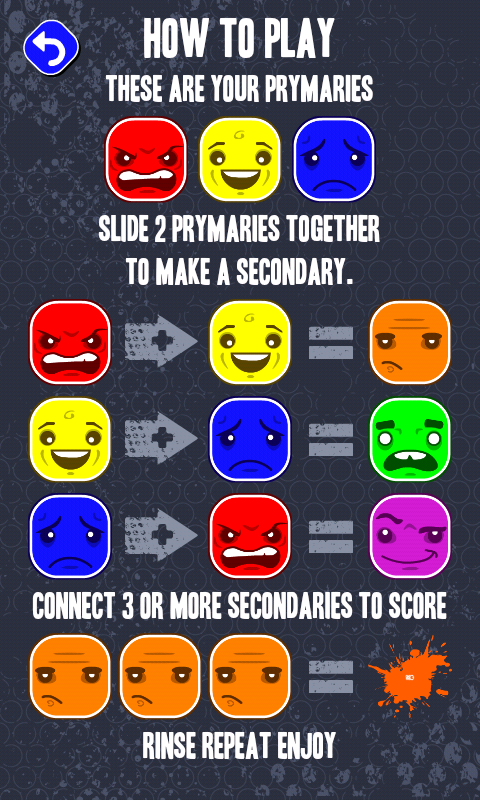 HOW TO PLAY
THESE ARE YOUR PRYMARIES
SLIDE 2 PRYMARIES TOGETHER
TO MAKE A SECONDARY.
CONNECT 3 OR MORE SECONDARIES TO SCORE
RINSE REPEAT ENJOY